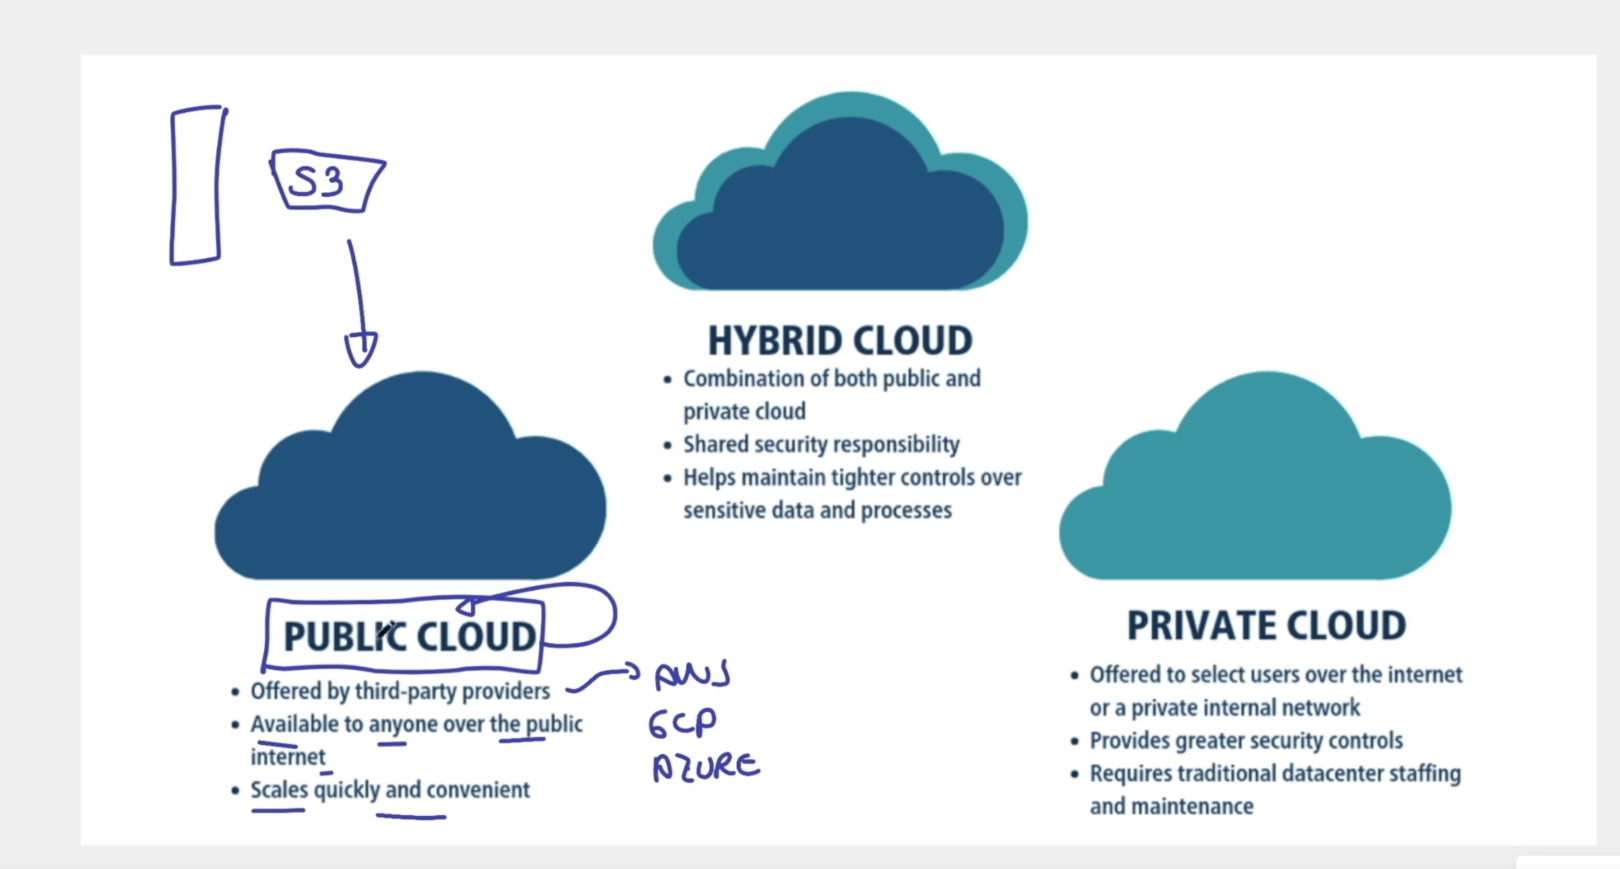 S3
HYBRID CLOUD
• Combination of both public and
private cloud
• Shared security responsibility
• Helps maintain tighter controls over
sensitive data and processes
PUBLIC CLOUD
• Offered by third-party providers
• Available to anyone over the public
internet
• Scales quickly and convenient
AWS
GCP
AZURE
PRIVATE CLOUD
• Offered to select users over the internet
or a private internal network
• Provides greater security controls
• Requires traditional datacenter staffing
and maintenance